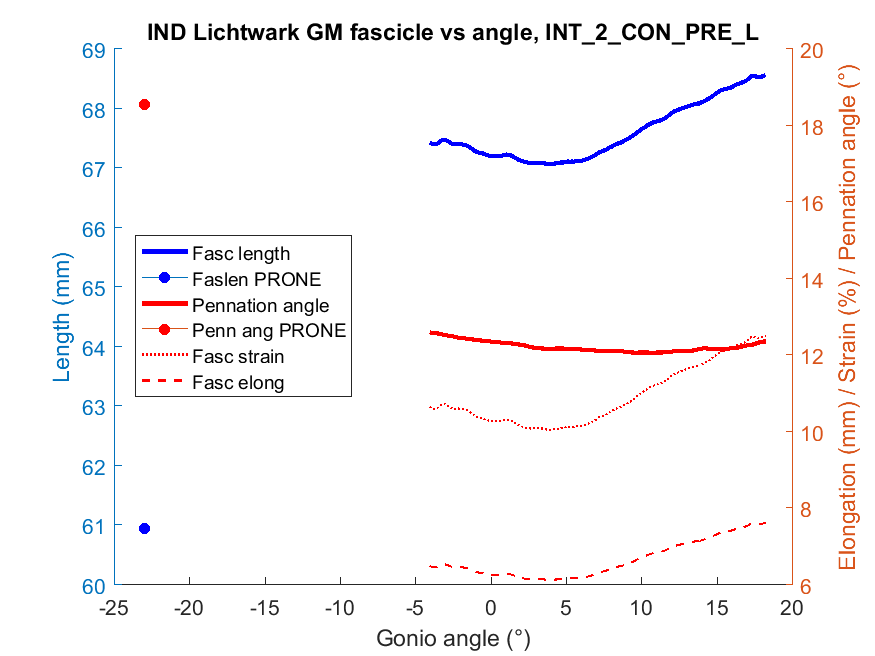 IND Lichtwark GM fascicle vs angle, INT_2_CON_PRE_L
69
68
67
66
65
64
63
62
61
60
Length (mm)
20
18
16
14
12
10
8
6
Elongation (mm) / Strain (%) / Pennation angle (°)
Fasc length
Faslen PRONE
Pennation angle
Penn ang PRONE
Fasc strain
Fasc elong
-25 -20 -15 -10 -5 0 5 10 15 20
Gonio angle (°)